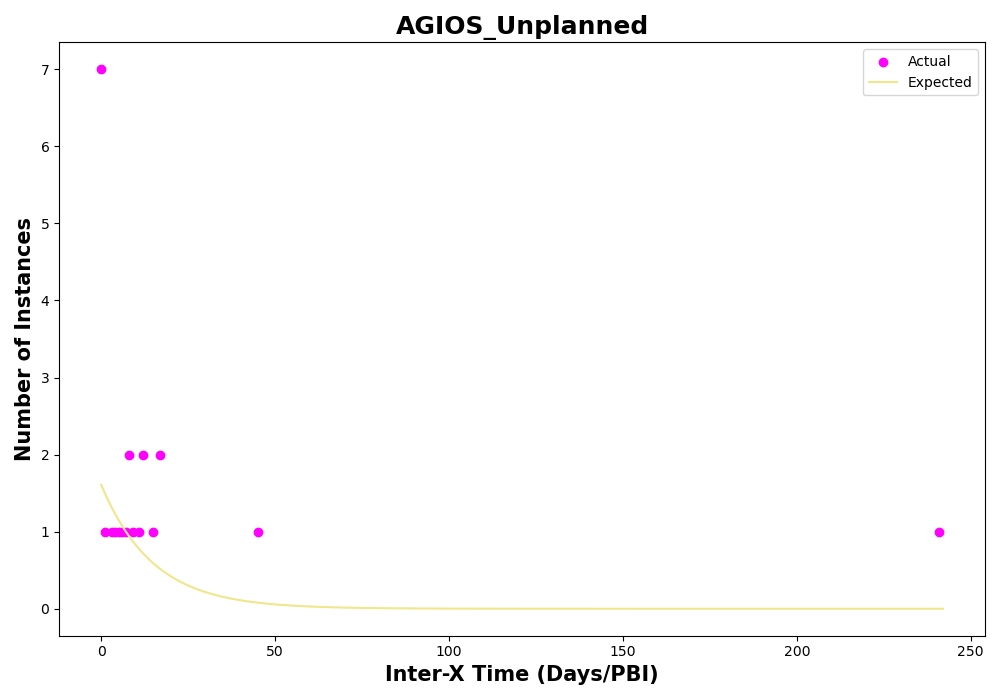 AGIOS_Unplanned
Actual
Expected
7
6
5
4
3
2
1
0
Number of Instances
0
50
100
150
200
250
Inter-X Time (Days/PBI)